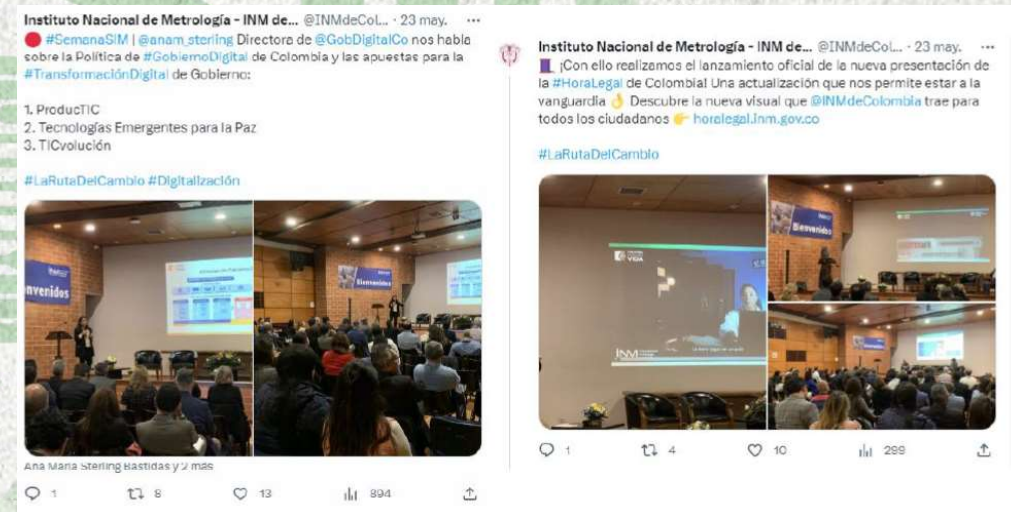 Instituto Nacional de Metrología - INM de... @INMdeCol... · 23 may.
#SemanaSIM | @anam_sterling Directora de @GobDigitalCo nos habla
sobre la Política de #GobiernoDigital de Colombia y las apuestas para la
#TransformaciónDigital de Gobierno:
1. ProducTIC
2. Tecnologías Emergentes para la Paz
3. TICvolución
#LaRutaDelCambio #Digitalización
nvenidos
Bienvenidos
Ana María Sterling Bastidas y 2 más
1 8 13 894
Instituto Nacional de Metrología - INM de... @INMdeCol... · 23 may.
¡Con ello realizamos el lanzamiento oficial de la nueva presentación de
la #HoraLegal de Colombia! Una actualización que nos permite estar a la
vanguardia Descubre la nueva visual que @INMdeColombia trae para
todos los ciudadanos horalegal.inm.gov.co
#LaRutaDelCambio
VIDA
INM
Bienvenidos
1 4 10 299